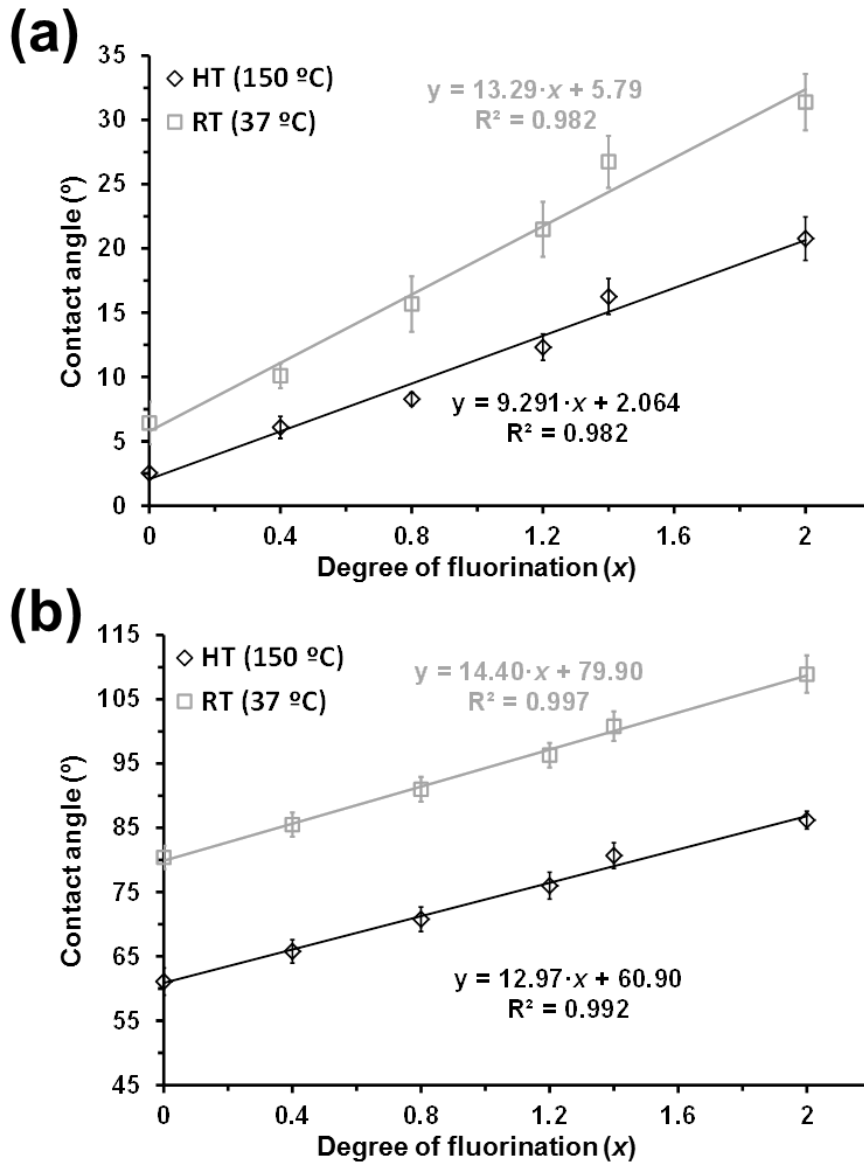 (a)
35
30
25
20
15
10
5
0
Contact angle (º)
HT (150 ºC)
RT (37 ºC)
y = 13.29·x + 5.79
R² = 0.982
y = 9.291·x + 2.064
R² = 0.982
0 0.4 0.8 1.2 1.6 2
Degree of fluorination (x)
(b)
115
105
95
85
75
65
55
45
Contact angle (º)
HT (150 ºC)
RT (37 ºC)
y = 14.40·x + 79.90
R² = 0.997
y = 12.97·x + 60.90
R² = 0.992
0 0.4 0.8 1.2 1.6 2
Degree of fluorination (x)